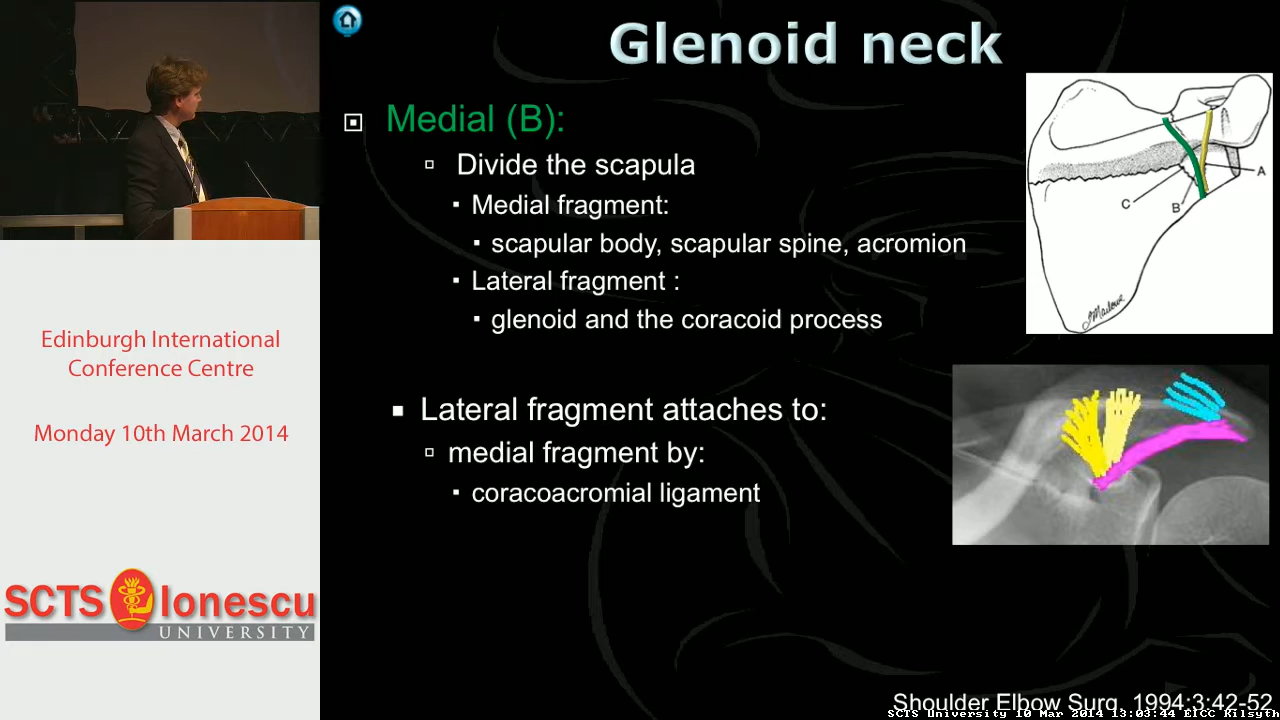 Glenoid neck
Medial (B):
Divide the scapula
Medial fragment:
scapular body, scapular spine, acromion
Lateral fragment :
glenoid and the coracoid process
Lateral fragment attaches to:
medial fragment by:
coracoacromial ligament
A
B
C
Shoulder Elbow Surg. 1994;3:42-52
Edinburgh International
Conference Centre
Monday 10th March 2014
SCTS Ionescu
UNIVERSITY
SCTS University 10 Mar 2014 13:03:44 EICC Kilsyth